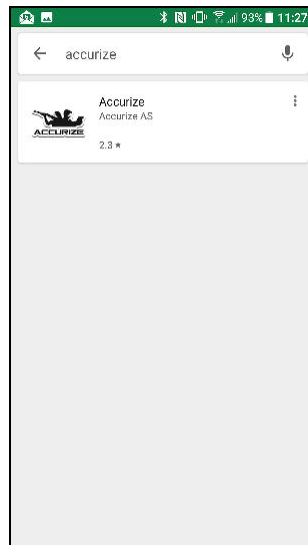 93% 11:27
accurize
Accurize
Accurize AS
ACCURIZE
2.3 ★